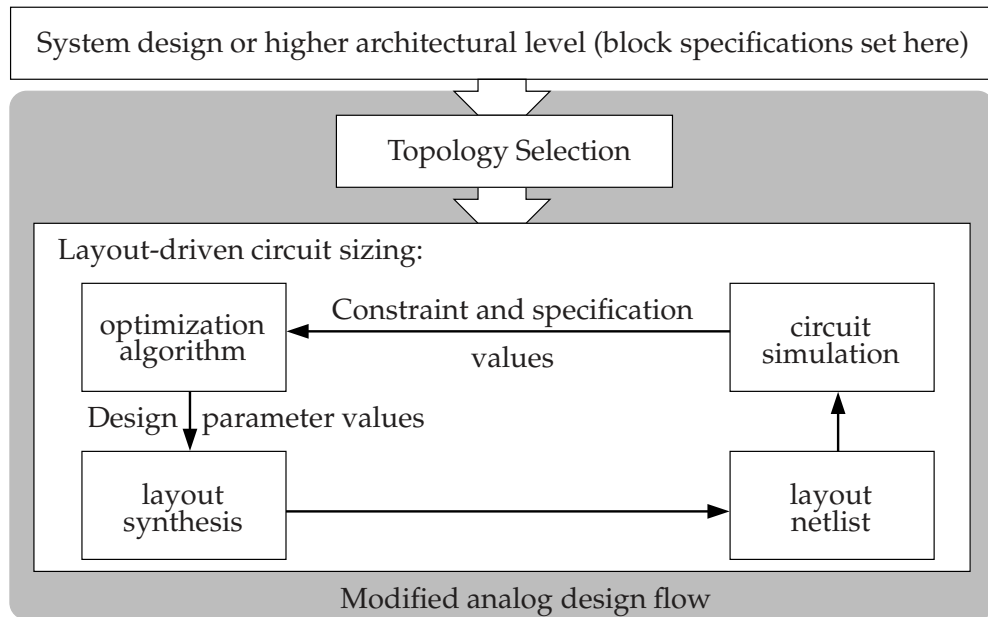 System design or higher architectural level (block specifications set here)
Topology Selection
Layout-driven circuit sizing:
optimization
algorithm
Constraint and specification
values
circuit
simulation
Design parameter values
layout
synthesis
layout
netlist
Modified analog design flow